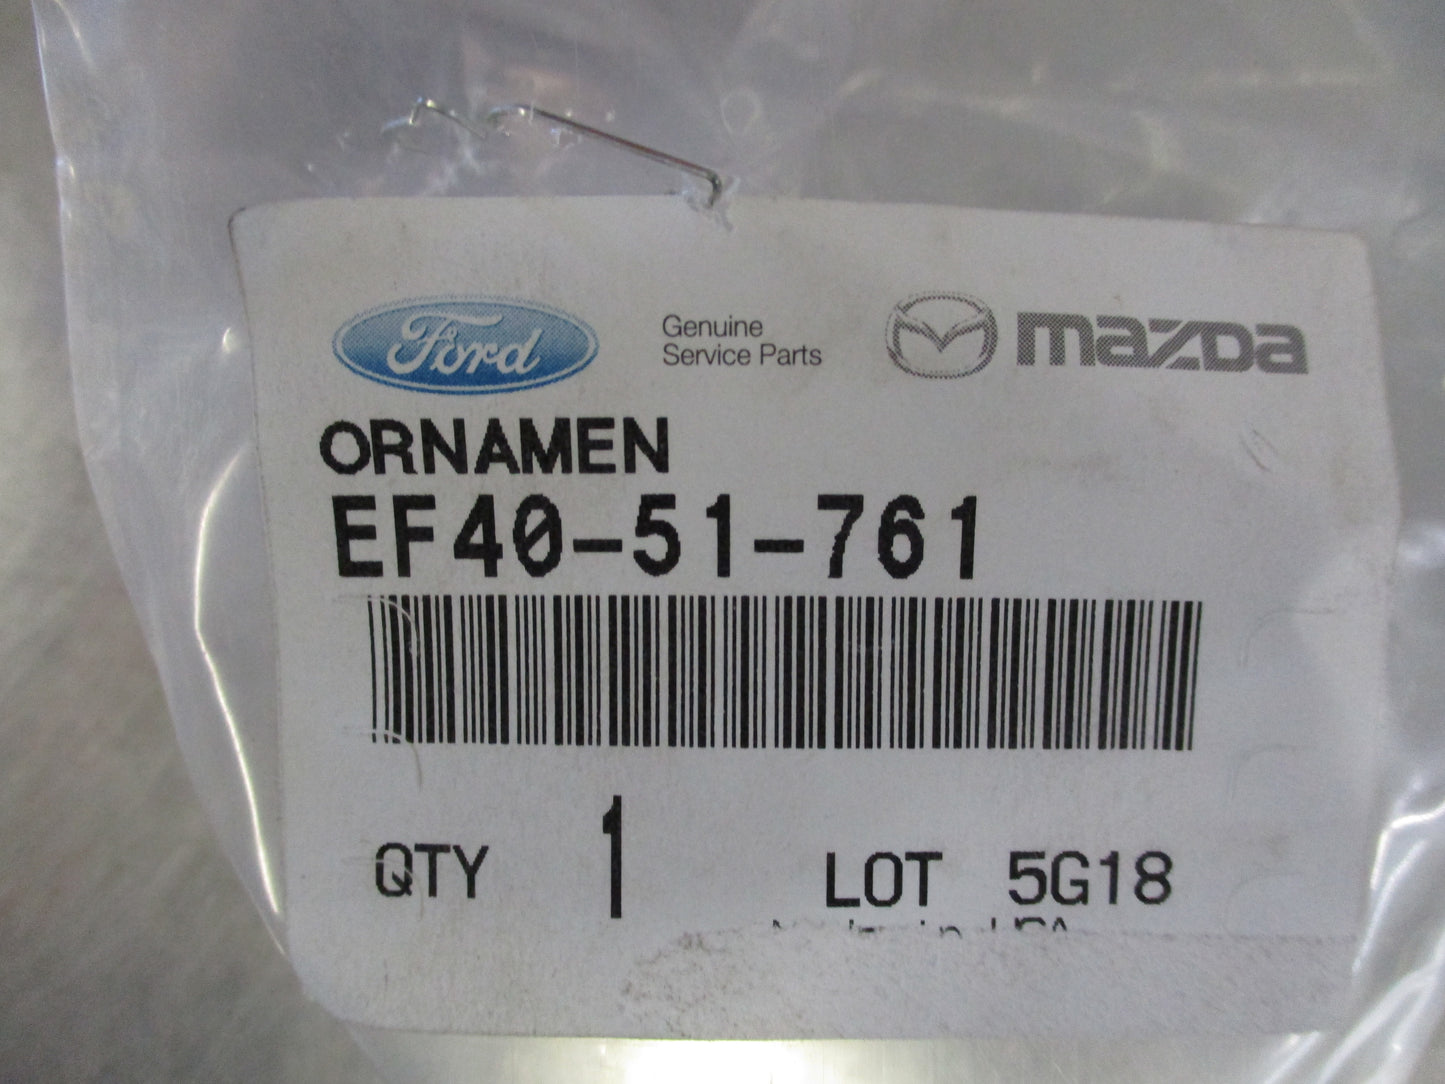 Ford
Genuine
Service Parts
mazda
ORNAMEN
EF40-51-761
QTY 1 LOT 5G18